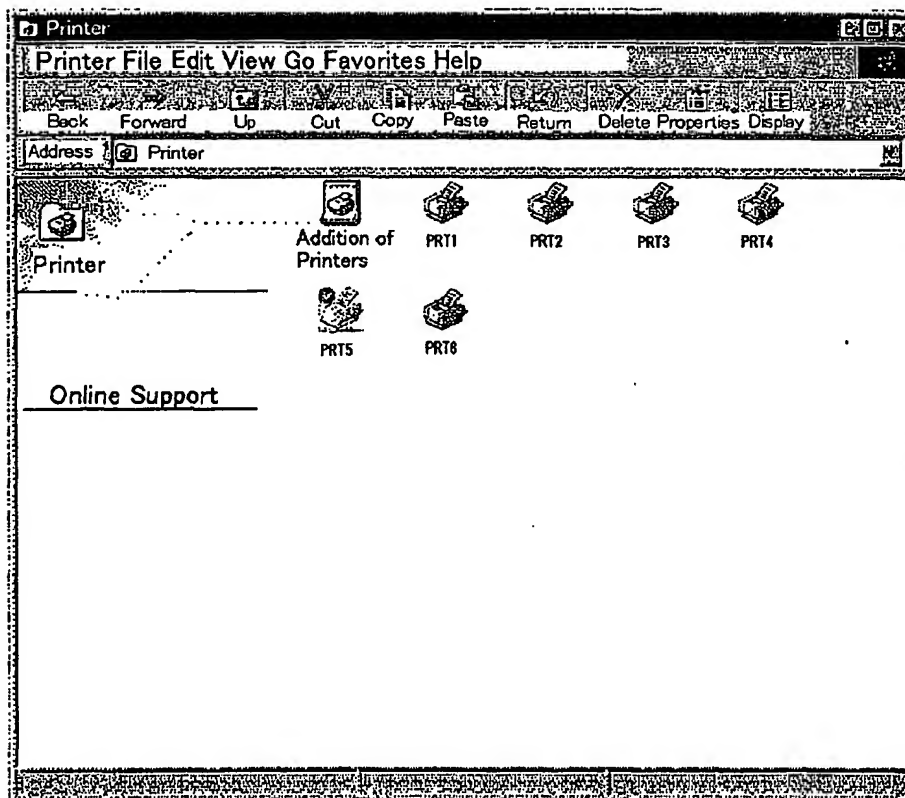 Printer
Printer File Edit View Go Favorites Help
Back Forward Up Cut Copy Paste Return Delete Properties Display
Address Printer
Printer
Addition of
Printers
PRT1 PRT2 PRT3 PRT4
PRT5 PRT6
Online Support